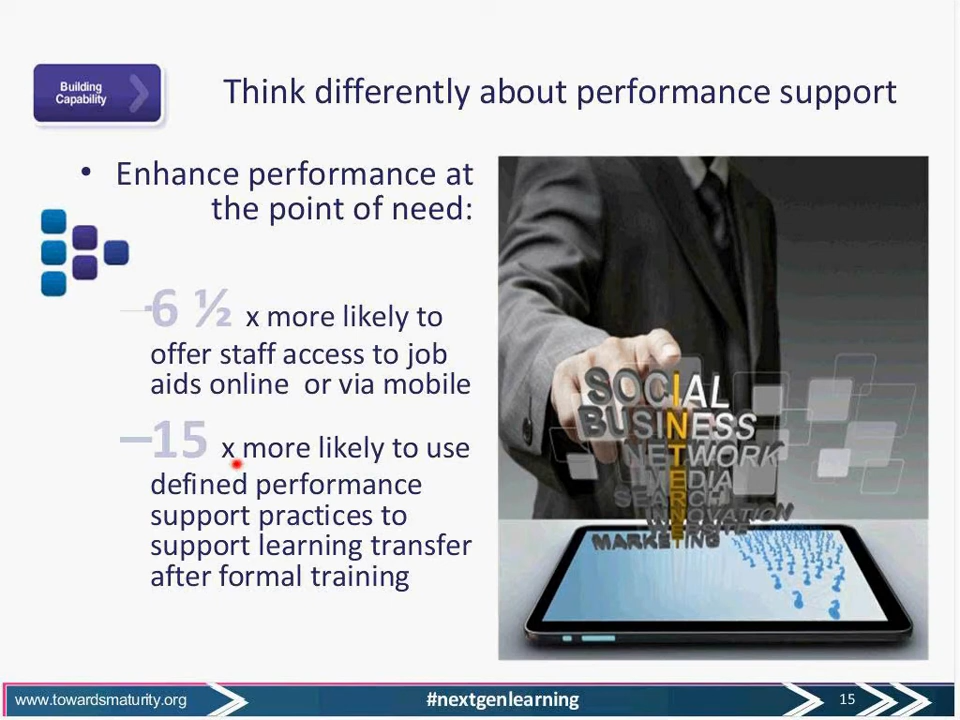 Building
Capability
Think differently about performance support
• Enhance performance at
the point of need:
–6 ½ x more likely to
offer staff access to job
aids online or via mobile
–15 x more likely to use
defined performance
support practices to
support learning transfer
after formal training
SOCIAL
BUSINESS
INTERNET
NETWORK
MEDIA
SEARCH
INNOVATION
WEBSITE
MARKETING
www.towardsmaturity.org
#nextgenlearning
15